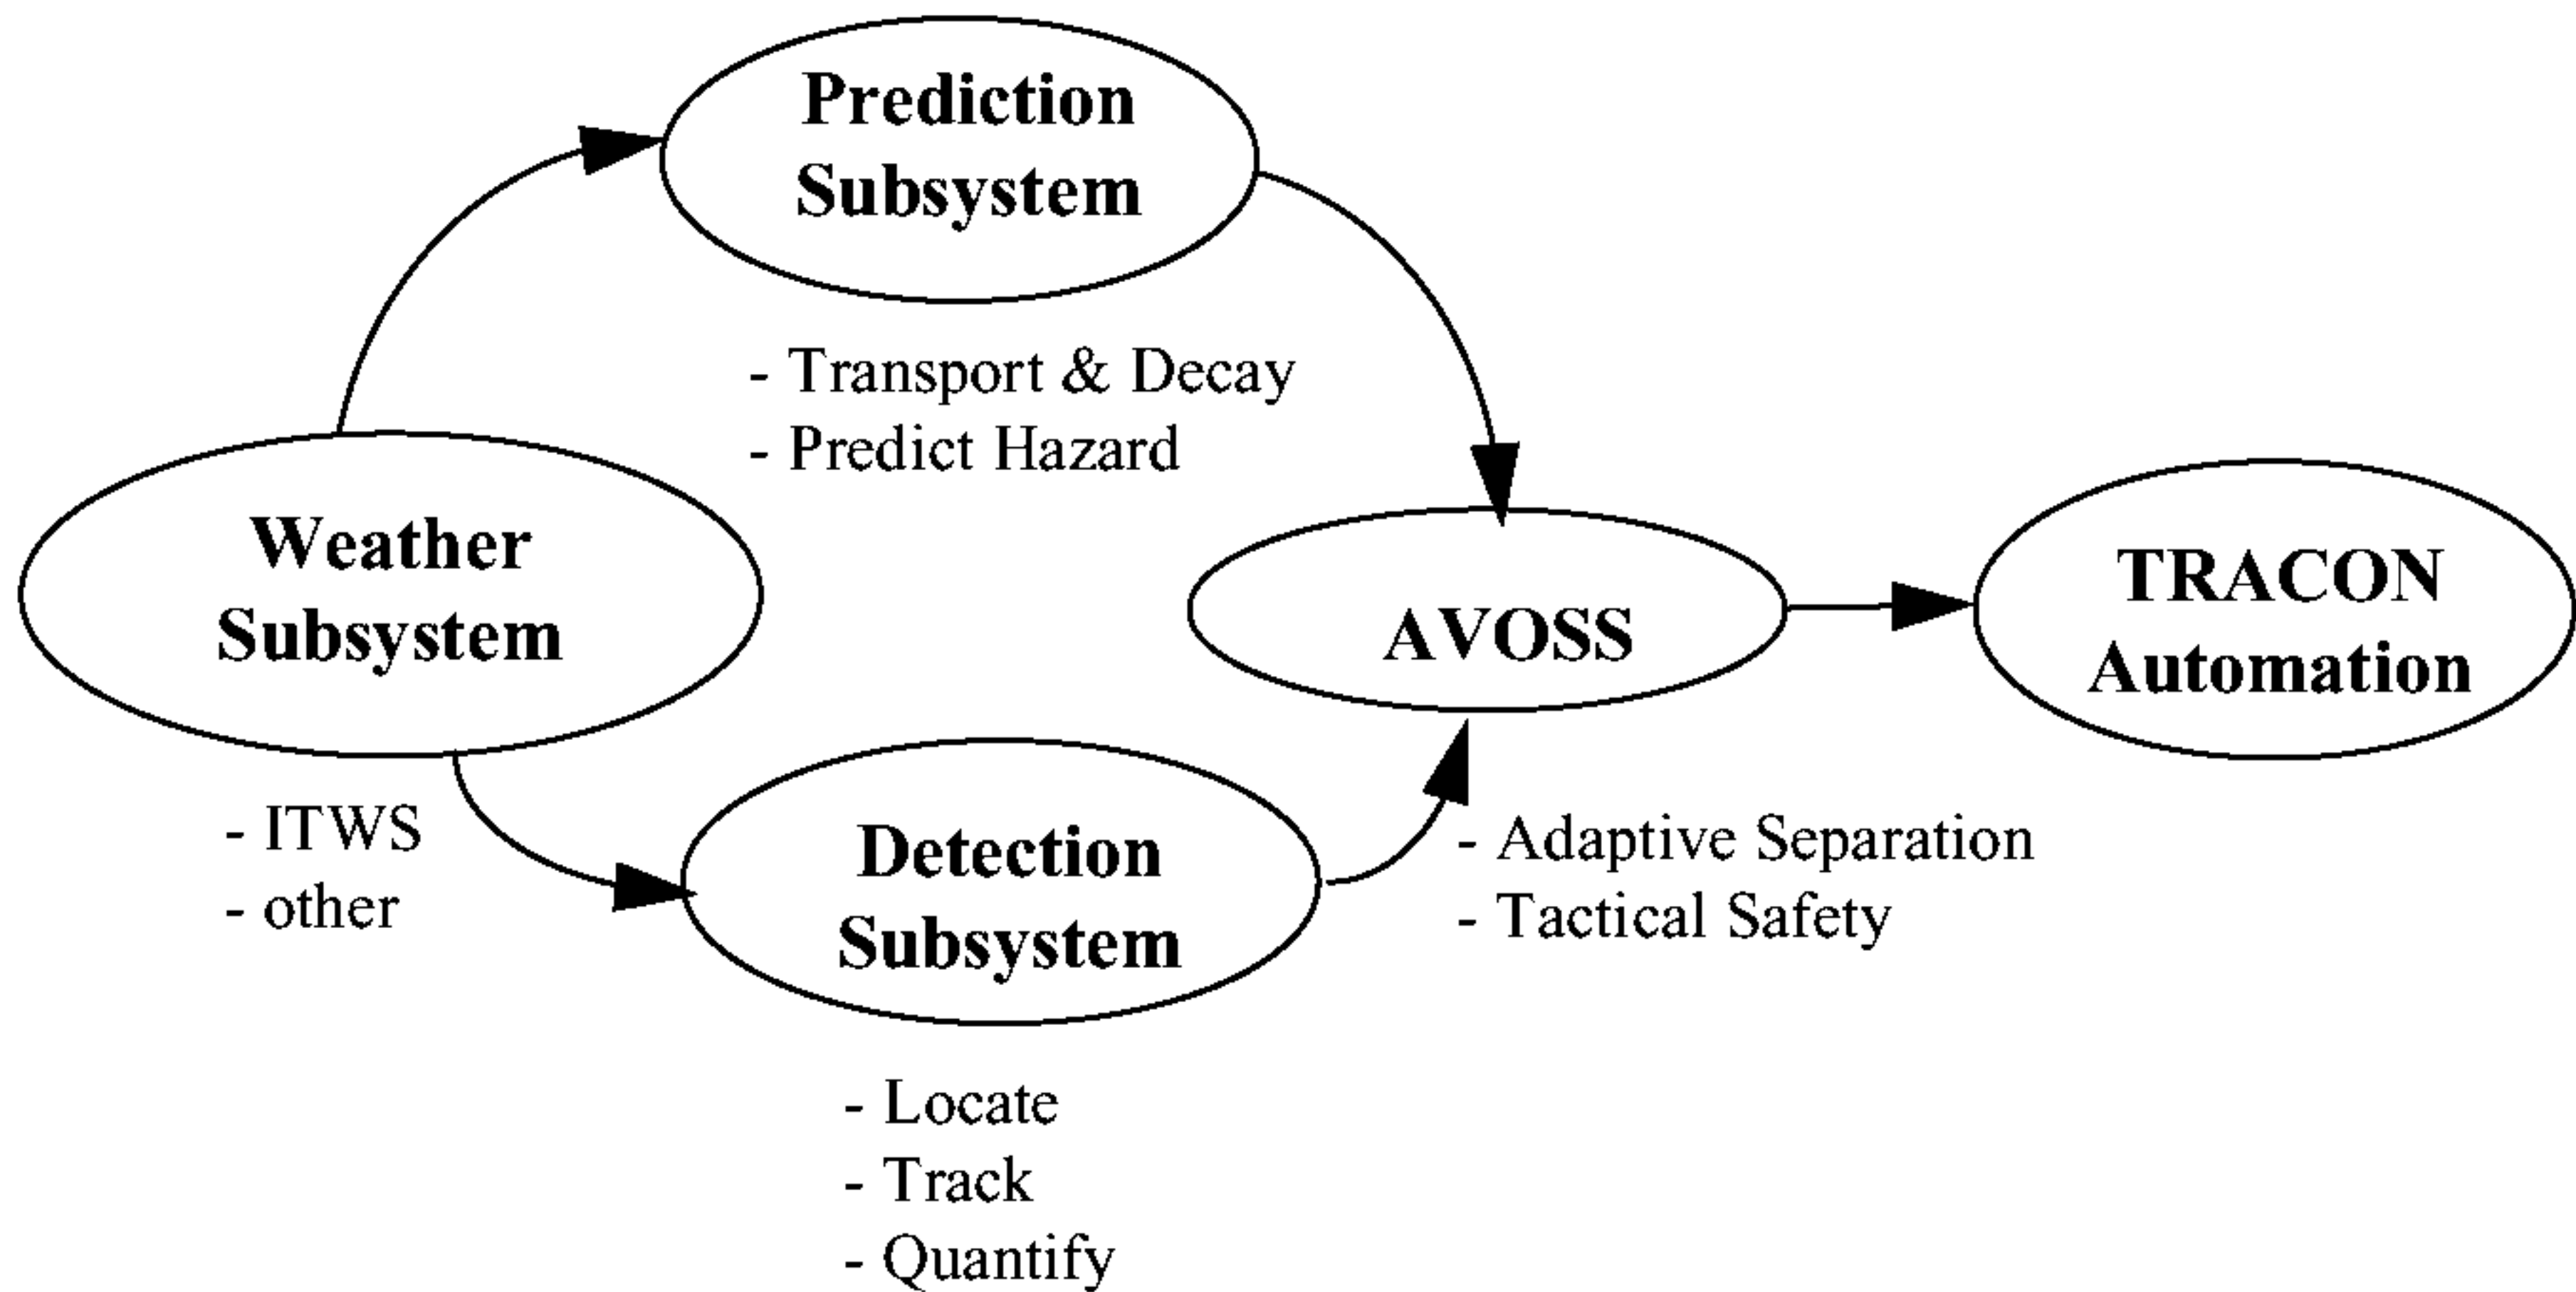 Prediction
Subsystem
- Transport & Decay
- Predict Hazard
Weather
Subsystem
- ITWS
- other
Detection
Subsystem
- Locate
- Track
- Quantify
AVOSS
- Adaptive Separation
- Tactical Safety
TRACON
Automation